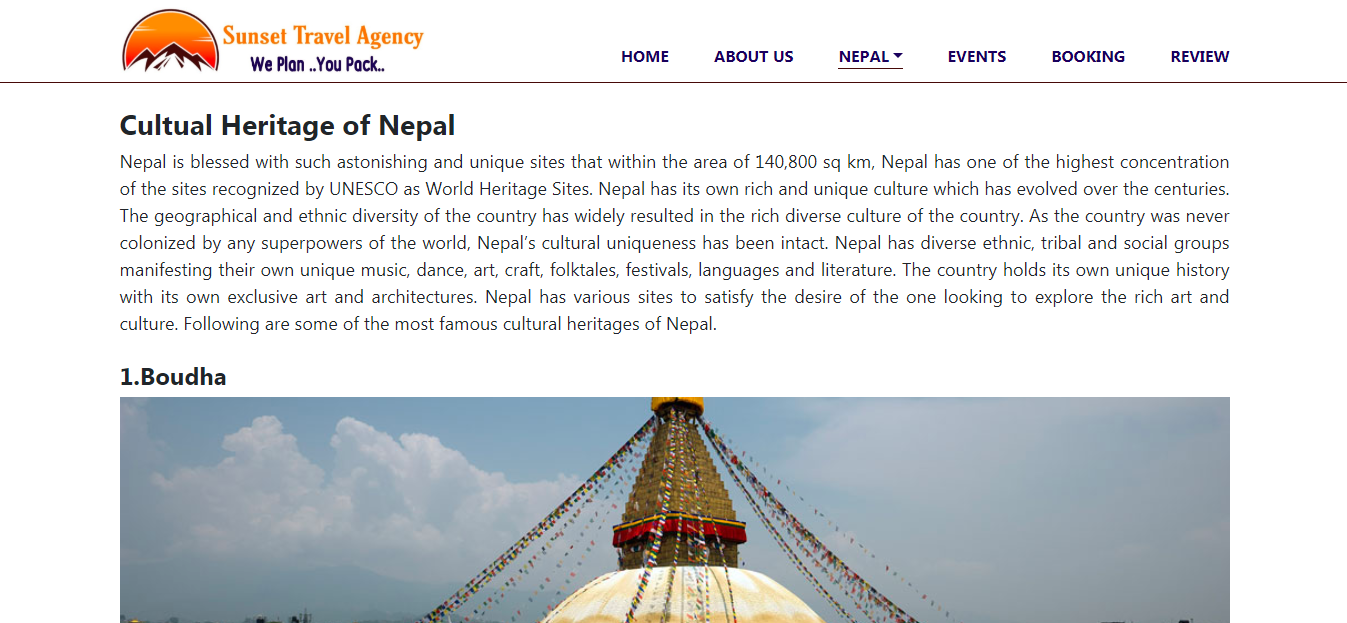 Sunset Travel Agency
We Plan ..You Pack..
HOME ABOUT US NEPAL EVENTS BOOKING REVIEW
Cultual Heritage of Nepal
Nepal is blessed with such astonishing and unique sites that within the area of 140,800 sq km, Nepal has one of the highest concentration
of the sites recognized by UNESCO as World Heritage Sites. Nepal has its own rich and unique culture which has evolved over the centuries.
The geographical and ethnic diversity of the country has widely resulted in the rich diverse culture of the country. As the country was never
colonized by any superpowers of the world, Nepal’s cultural uniqueness has been intact. Nepal has diverse ethnic, tribal and social groups
manifesting their own unique music, dance, art, craft, folktales, festivals, languages and literature. The country holds its own unique history
with its own exclusive art and architectures. Nepal has various sites to satisfy the desire of the one looking to explore the rich art and
culture. Following are some of the most famous cultural heritages of Nepal.
1.Boudha